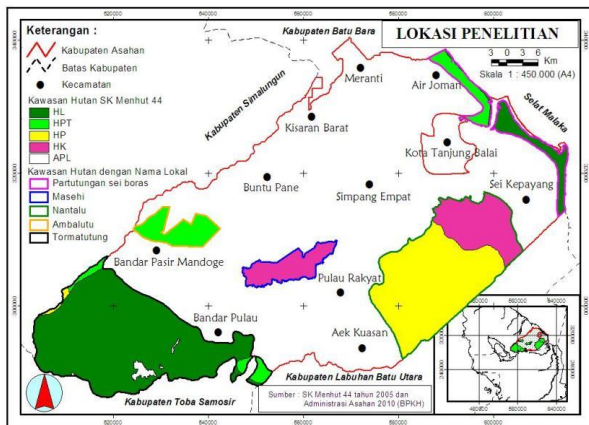 Keterangan :
Kabupaten Asahan
Batas Kabupaten
Kecamatan
Kawasan Hutan SK Menhut 44
HL
HPT
HP
HK
APL
Kawasan Hutan dengan Nama Lokal
Partutungan sei boras
Masehi
Nantalu
Ambalutu
Tormatutung
LOKASI PENELITIAN
3 0 3 6
Km
Skala 1 : 450.000 (A4)
Kabupaten Batu Bara
Kabupaten Simalungun
Selat Malaka
Meranti
Air Joman
Kisaran Barat
Kota Tanjung Balai
Buntu Pane
Simpang Empat
Sei Kepayang
Bandar Pasir Mandoge
Pulau Rakyat
Bandar Pulau
Aek Kuasan
Kabupaten Labuhan Batu Utara
Kabupaten Toba Samosir
Sumber : SK Menhut 44 tahun 2005 dan
Administrasi Asahan 2010 (BPKH)